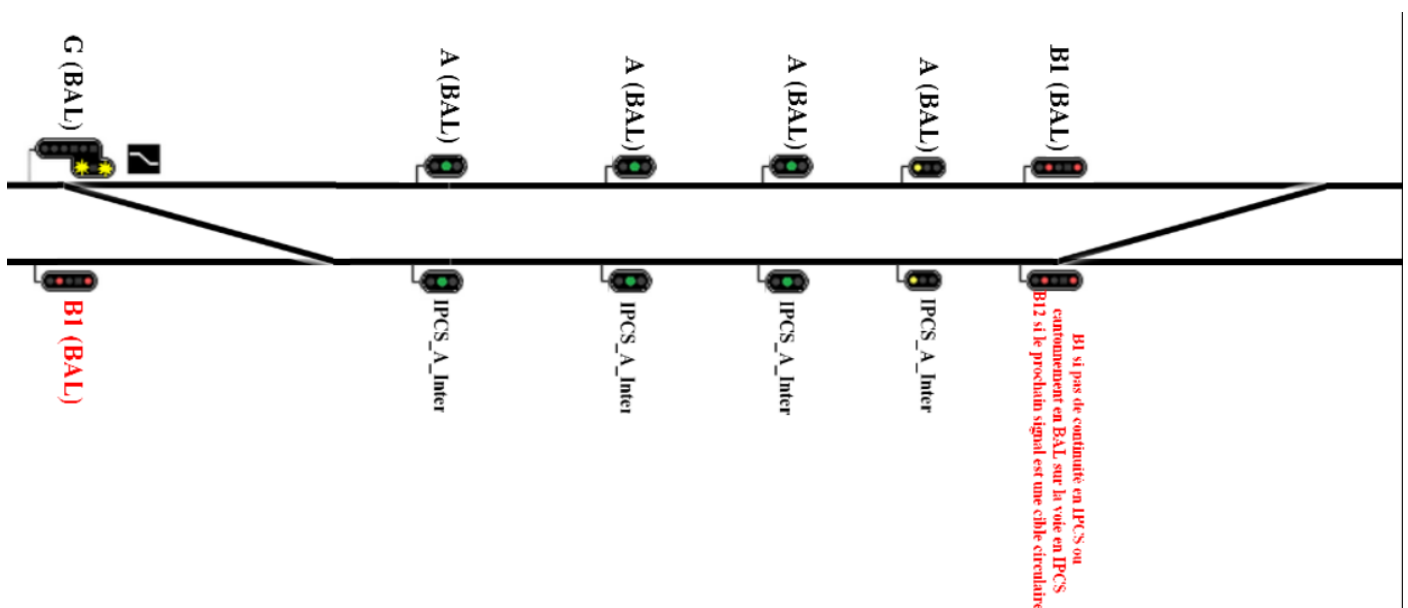 G (BAL)
A (BAL)
A (BAL)
A (BAL)
A (BAL)
B1 (BAL)
B1 (BAL)
IPCS_A_Inter
IPCS_A_Inter
IPCS_A_Inter
IPCS_A_Inter
B1 si pas de continuité en IPCS ou
cantonnement en BAL sur la voie en IPCS
B12 si le prochain signal est une cible circulaire